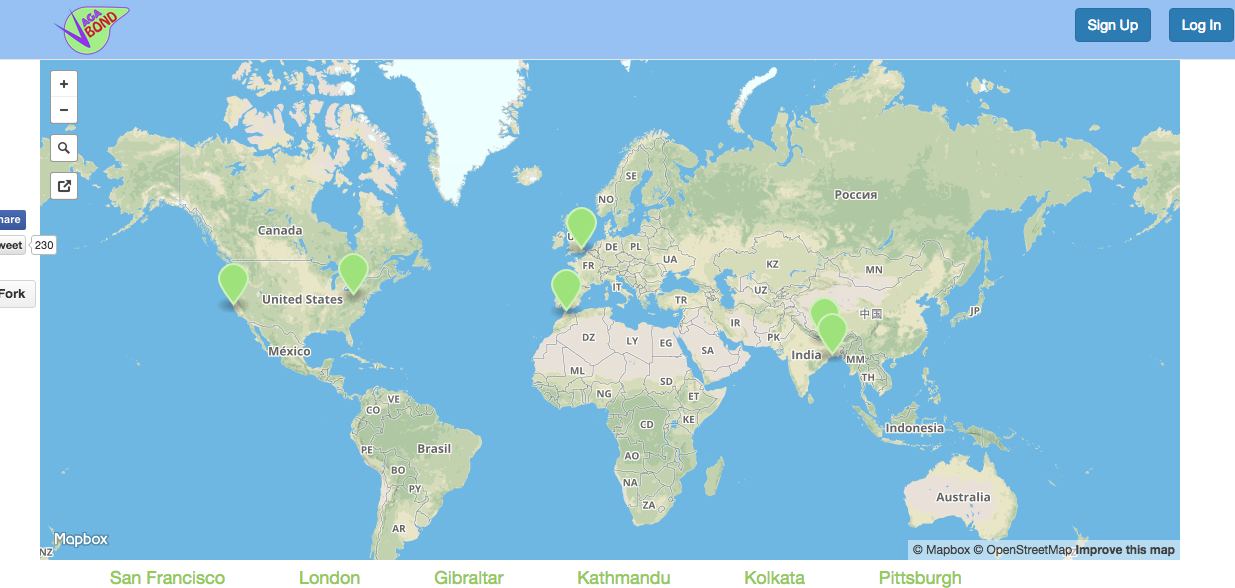 VAGA
BOND
Sign Up
Log In
+
−
SE
NO
Россия
Canada
U
DE
PL
hare
weet
230
FR
UA
KZ
MN
IT
UZ
Fork
United States
TR
中国
JP
IR
PK
DZ
LY
EG
SA
India
México
MM
ML
TH
SD
NG
ET
VE
CO
KE
CD
Indonesia
PE
Brasil
AO
BO
NA
PY
Australia
ZA
AR
Mapbox
NZ
NZ
© Mapbox © OpenStreetMap Improve this map
San Francisco
London
Gibraltar
Kathmandu
Kolkata
Pittsburgh